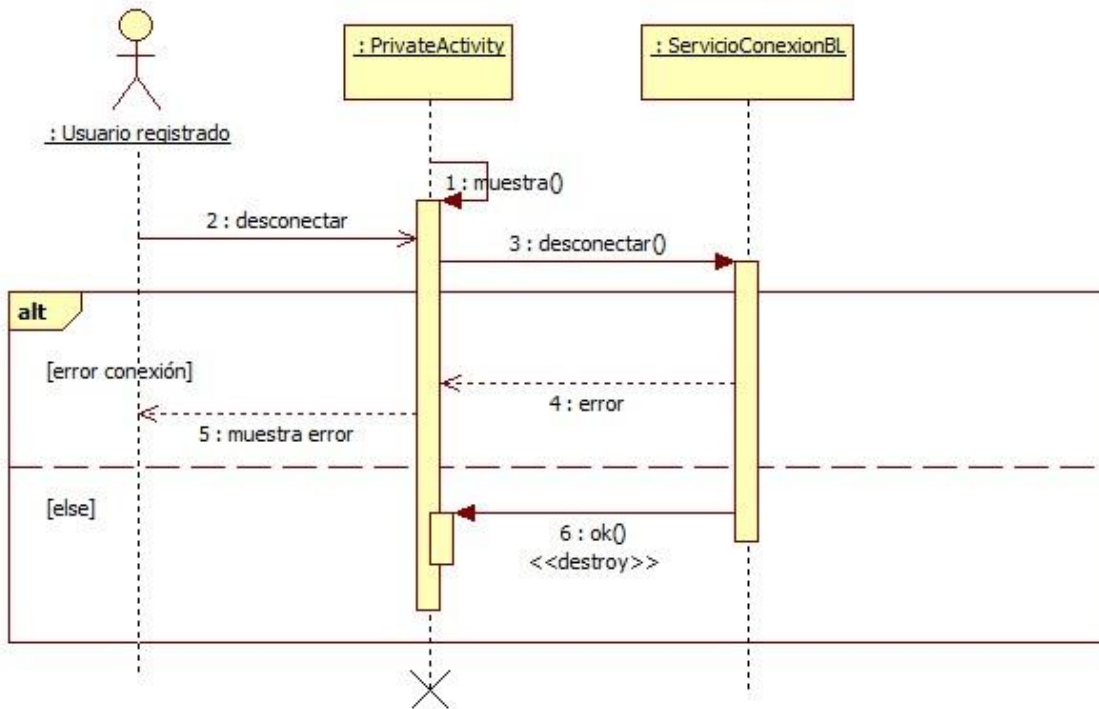 : PrivateActivity
: ServicioConexionBL
: Usuario registrado
1 : muestra()
2 : desconectar
3 : desconectar()
alt
[error conexión]
4 : error
5 : muestra error
[else]
6 : ok()
<<destroy>>